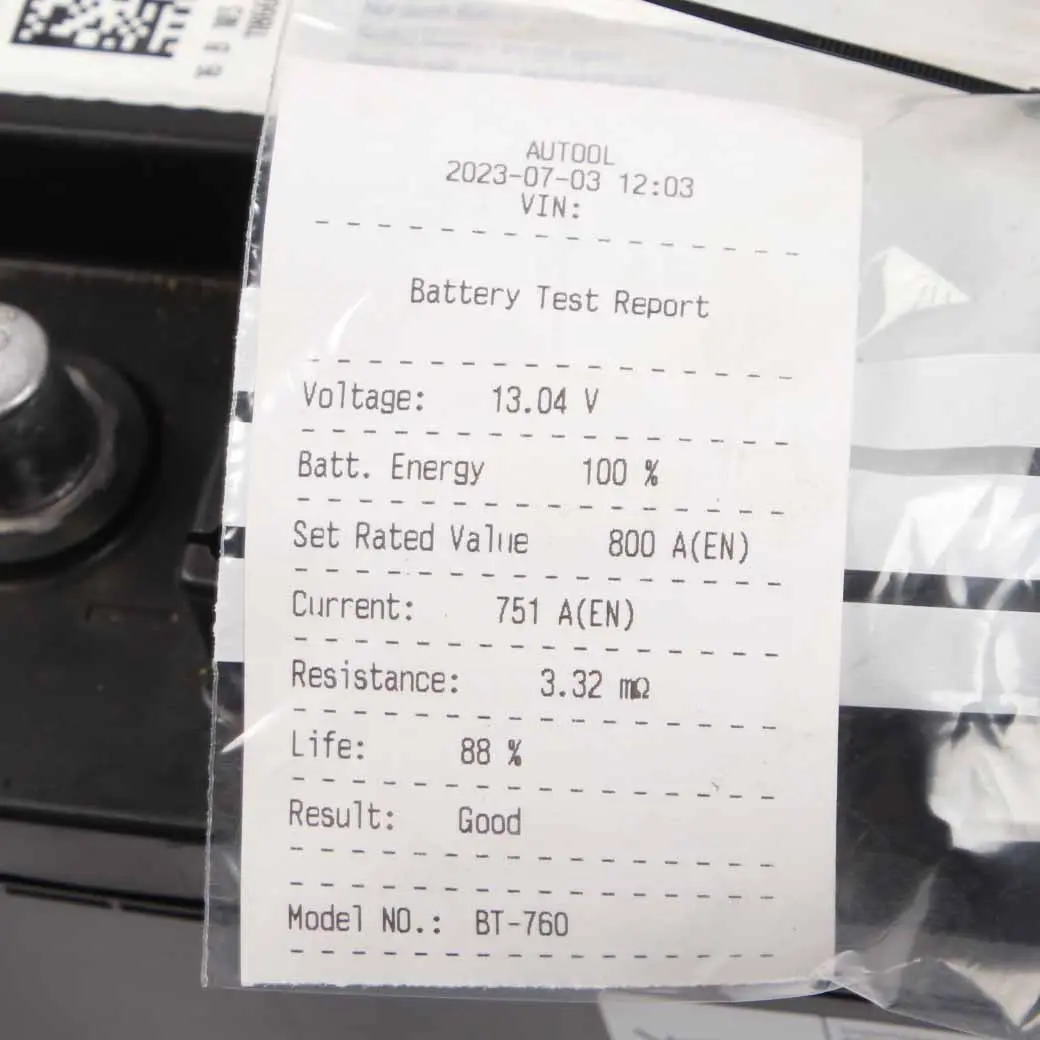 AUTOOL
2023-07-03 12:03
VIN:
Battery Test Report
Voltage: 13.04 V
Batt. Energy 100 %
Set Rated Value 800 A(EN)
Current: 751 A(EN)
Resistance: 3.32 mΩ
Life: 88 %
Result: Good
Model NO.: BT-760